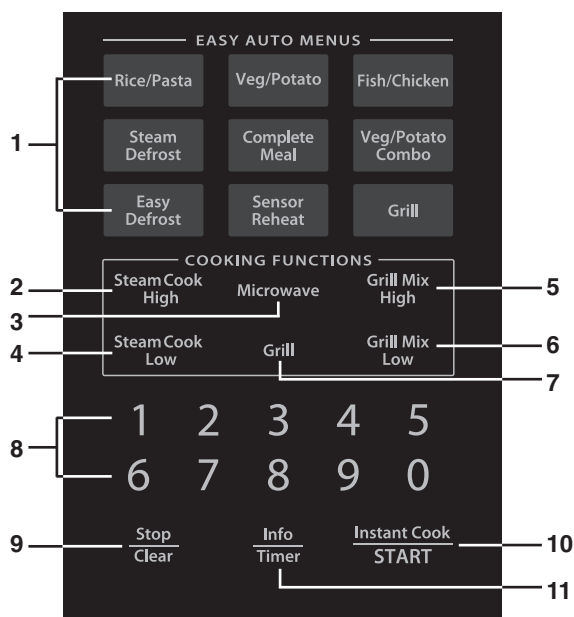 EASY AUTO MENUS
Rice/Pasta
Veg/Potato
Fish/Chicken
1
Steam
Defrost
Complete
Meal
Veg/Potato
Combo
Easy
Defrost
Sensor
Reheat
Grill
COOKING FUNCTIONS
2
Steam Cook
High
Microwave
Grill Mix
High
5
3
4
Steam Cook
Low
Grill
Grill Mix
Low
6
7
8
1 2 3 4 5
6 7 8 9 0
9
Stop
Clear
Info
Timer
Instant Cook
START
10
11